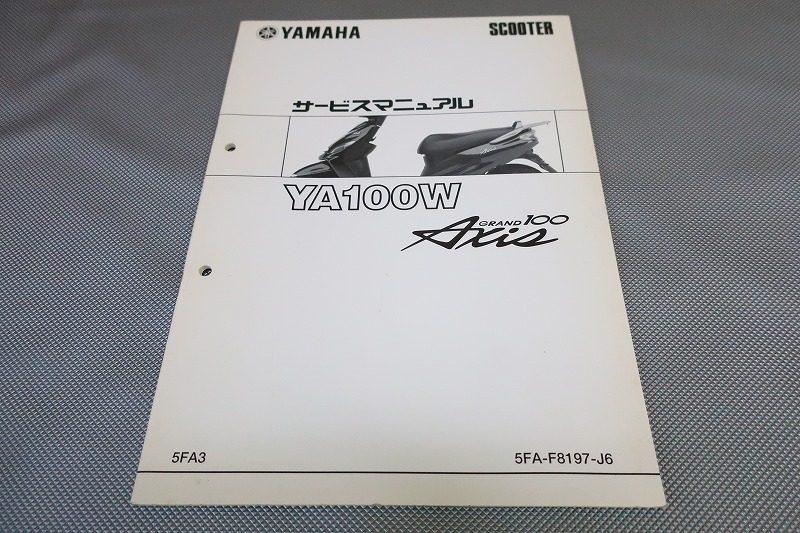 YAMAHA SCOOTER
サービスマニュアル
YA100W
GRAND 100
Axis
5FA3 5FA-F8197-J6